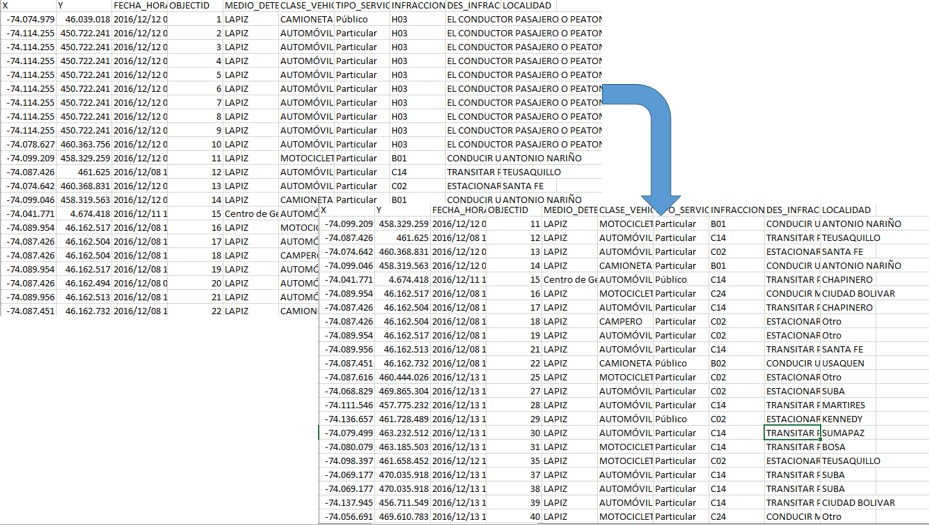 X Y FECHA_HORA OBJECTID MEDIO_DETE CLASE_VEHI TIPO_SERVIC INFRACCION DES_INFRAC LOCALIDAD
-74.074.979 46.039.018 2016/12/12 0 1 LAPIZ CAMIONETA Público H03 EL CONDUCTOR PASAJERO O PEATON
-74.114.255 450.722.241 2016/12/12 0 2 LAPIZ AUTOMÓVIL Particular H03 EL CONDUCTOR PASAJERO O PEATON
-74.114.255 450.722.241 2016/12/12 0 3 LAPIZ AUTOMÓVIL Particular H03 EL CONDUCTOR PASAJERO O PEATON
-74.114.255 450.722.241 2016/12/12 0 4 LAPIZ AUTOMÓVIL Particular H03 EL CONDUCTOR PASAJERO O PEATON
-74.114.255 450.722.241 2016/12/12 0 5 LAPIZ AUTOMÓVIL Particular H03 EL CONDUCTOR PASAJERO O PEATON
-74.114.255 450.722.241 2016/12/12 0 6 LAPIZ AUTOMÓVIL Particular H03 EL CONDUCTOR PASAJERO O PEATON
-74.114.255 450.722.241 2016/12/12 0 7 LAPIZ AUTOMÓVIL Particular H03 EL CONDUCTOR PASAJERO O PEATON
-74.114.255 450.722.241 2016/12/12 0 8 LAPIZ AUTOMÓVIL Particular H03 EL CONDUCTOR PASAJERO O PEATON
-74.114.255 450.722.241 2016/12/12 0 9 LAPIZ AUTOMÓVIL Particular H03 EL CONDUCTOR PASAJERO O PEATON
-74.078.627 460.363.756 2016/12/12 0 10 LAPIZ AUTOMÓVIL Particular H03 EL CONDUCTOR PASAJERO O PEATON
-74.099.209 458.329.259 2016/12/12 0 11 LAPIZ MOTOCICLET Particular B01 CONDUCIR U ANTONIO NARIÑO
-74.087.426 461.625 2016/12/08 1 12 LAPIZ AUTOMÓVIL Particular C14 TRANSITAR P TEUSAQUILLO
-74.074.642 460.368.831 2016/12/12 0 13 LAPIZ AUTOMÓVIL Particular C02 ESTACIONAR SANTA FE
-74.099.046 458.319.563 2016/12/12 0 14 LAPIZ CAMIONETA Particular B01 CONDUCIR U ANTONIO NARIÑO
-74.041.771 4.674.418 2016/12/11 1 15 Centro de Ge AUTOMÓ
-74.089.954 46.162.517 2016/12/08 1 16 LAPIZ MOTOCI
-74.087.426 46.162.504 2016/12/08 1 17 LAPIZ AUTOMÓ
-74.087.426 46.162.504 2016/12/08 1 18 LAPIZ CAMPER
-74.089.954 46.162.517 2016/12/08 1 19 LAPIZ AUTOMÓ
-74.087.426 46.162.494 2016/12/08 0 20 LAPIZ AUTOMÓ
-74.089.956 46.162.513 2016/12/08 1 21 LAPIZ AUTOMÓ
-74.087.451 46.162.732 2016/12/08 1 22 LAPIZ CAMION
X Y FECHA_HORA OBJECTID MEDIO_DETE CLASE_VEHI PO_SERVIC INFRACCION DES_INFRAC LOCALIDAD
-74.099.209 458.329.259 2016/12/12 0 11 LAPIZ MOTOCICLET Particular B01 CONDUCIR U ANTONIO NARIÑO
-74.087.426 461.625 2016/12/08 1 12 LAPIZ AUTOMÓVIL Particular C14 TRANSITAR P TEUSAQUILLO
-74.074.642 460.368.831 2016/12/12 0 13 LAPIZ AUTOMÓVIL Particular C02 ESTACIONAR SANTA FE
-74.099.046 458.319.563 2016/12/12 0 14 LAPIZ CAMIONETA Particular B01 CONDUCIR U ANTONIO NARIÑO
-74.041.771 4.674.418 2016/12/11 1 15 Centro de Ge AUTOMÓVIL Público C14 TRANSITAR P CHAPINERO
-74.089.954 46.162.517 2016/12/08 1 16 LAPIZ MOTOCICLET Particular C24 CONDUCIR M CIUDAD BOLIVAR
-74.087.426 46.162.504 2016/12/08 1 17 LAPIZ AUTOMÓVIL Particular C14 TRANSITAR P CHAPINERO
-74.087.426 46.162.504 2016/12/08 1 18 LAPIZ CAMPERO Particular C02 ESTACIONAR Otro
-74.089.954 46.162.517 2016/12/08 1 19 LAPIZ AUTOMÓVIL Particular C02 ESTACIONAR Otro
-74.089.956 46.162.513 2016/12/08 1 21 LAPIZ AUTOMÓVIL Particular C14 TRANSITAR P SANTA FE
-74.087.451 46.162.732 2016/12/08 1 22 LAPIZ CAMIONETA Público B02 CONDUCIR U USAQUEN
-74.087.616 460.444.026 2016/12/13 1 25 LAPIZ MOTOCICLET Particular C02 ESTACIONAR Otro
-74.068.829 469.865.304 2016/12/13 1 27 LAPIZ AUTOMÓVIL Particular C02 ESTACIONAR SUBA
-74.111.546 457.775.232 2016/12/13 1 28 LAPIZ AUTOMÓVIL Particular C14 TRANSITAR P MARTIRES
-74.136.657 461.728.489 2016/12/13 1 29 LAPIZ AUTOMÓVIL Público C02 ESTACIONAR KENNEDY
-74.079.499 463.232.512 2016/12/13 1 30 LAPIZ AUTOMÓVIL Particular C14 TRANSITAR P SUMAPAZ
-74.080.079 463.185.503 2016/12/13 1 31 LAPIZ MOTOCICLET Particular C14 TRANSITAR P BOSA
-74.098.397 461.658.452 2016/12/12 1 35 LAPIZ MOTOCICLET Particular C02 ESTACIONAR TEUSAQUILLO
-74.069.177 470.035.918 2016/12/13 1 37 LAPIZ AUTOMÓVIL Particular C14 TRANSITAR P SUBA
-74.069.177 470.035.918 2016/12/13 1 38 LAPIZ AUTOMÓVIL Particular C14 TRANSITAR P SUBA
-74.137.945 456.711.549 2016/12/13 1 39 LAPIZ AUTOMÓVIL Particular C14 TRANSITAR P CIUDAD BOLIVAR
-74.056.691 469.610.783 2016/12/13 1 40 LAPIZ MOTOCICLET Particular C24 CONDUCIR M Otro